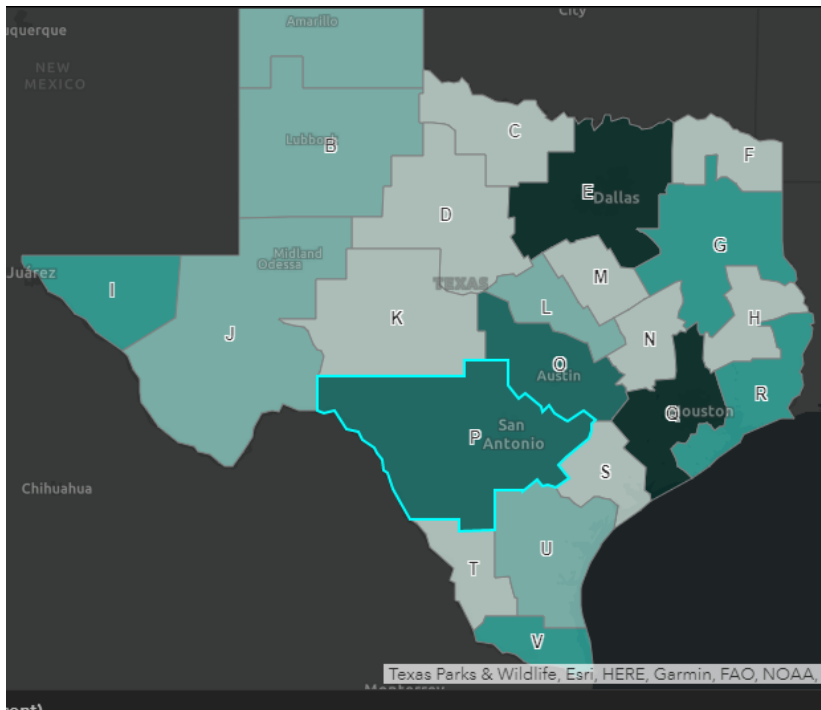 City
uquerque
Amarillo
NEW
MEXICO
C
Lubbock
B
F
E
Dallas
D
G
Midland
Odessa
Juárez
TEXAS
M
I
L
H
K
N
J
O
Austin
R
Q
Houston
P
San
Antonio
S
Chihuahua
U
T
V
Texas Parks & Wildlife, Esri, HERE, Garmin, FAO, NOAA,
Monterrey